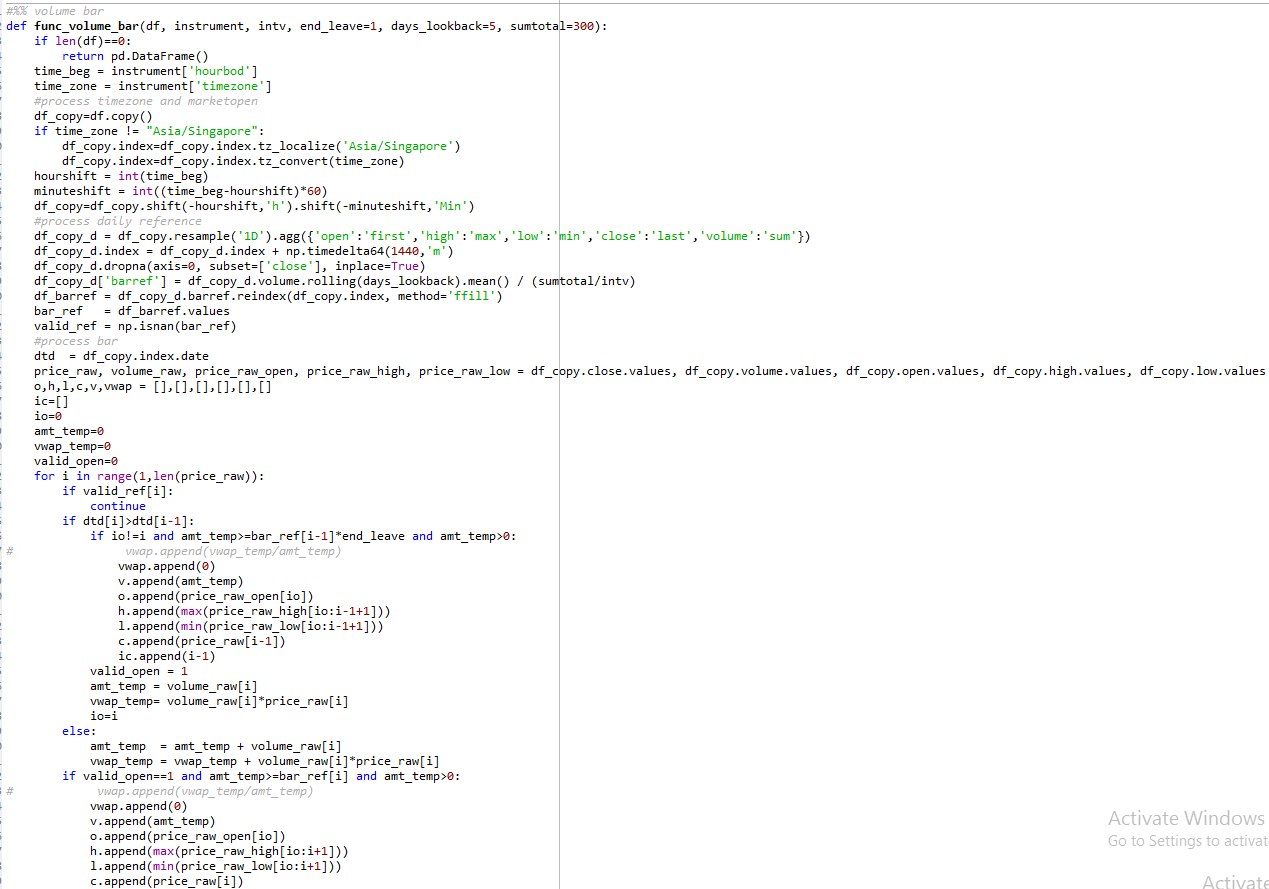 #%% volume bar
def func_volume_bar(df, instrument, intv, end_leave=1, days_lookback=5, sumtotal=300):
    if len(df)==0:
        return pd.DataFrame()
    time_beg = instrument['hourbod']
    time_zone = instrument['timezone']
    #process timezone and marketopen
    df_copy=df.copy()
    if time_zone != "Asia/Singapore":
        df_copy.index=df_copy.index.tz_localize('Asia/Singapore')
        df_copy.index=df_copy.index.tz_convert(time_zone)
    hourshift = int(time_beg)
    minuteshift = int((time_beg-hourshift)*60)
    df_copy=df_copy.shift(-hourshift,'h').shift(-minuteshift,'Min')
    #process daily reference
    df_copy_d = df_copy.resample('1D').agg({'open':'first','high':'max','low':'min','close':'last','volume':'sum'})
    df_copy_d.index = df_copy_d.index + np.timedelta64(1440,'m')
    df_copy_d.dropna(axis=0, subset=['close'], inplace=True)
    df_copy_d['barref'] = df_copy_d.volume.rolling(days_lookback).mean() / (sumtotal/intv)
    df_barref = df_copy_d.barref.reindex(df_copy.index, method='ffill')
    bar_ref   = df_barref.values
    valid_ref = np.isnan(bar_ref)
    #process bar
    dtd  = df_copy.index.date
    price_raw, volume_raw, price_raw_open, price_raw_high, price_raw_low = df_copy.close.values, df_copy.volume.values, df_copy.open.values, df_copy.high.values, df_copy.low.values
    o,h,l,c,v,vwap = [],[],[],[],[],[]
    ic=[]
    io=0
    amt_temp=0
    vwap_temp=0
    valid_open=0
    for i in range(1,len(price_raw)):
        if valid_ref[i]:
            continue
        if dtd[i]>dtd[i-1]:
            if io!=i and amt_temp>=bar_ref[i-1]*end_leave and amt_temp>0:
#                vwap.append(vwap_temp/amt_temp)
                vwap.append(0)
                v.append(amt_temp)
                o.append(price_raw_open[io])
                h.append(max(price_raw_high[io:i-1+1]))
                l.append(min(price_raw_low[io:i-1+1]))
                c.append(price_raw[i-1])
                ic.append(i-1)
            valid_open = 1
            amt_temp = volume_raw[i]
            vwap_temp= volume_raw[i]*price_raw[i]
            io=i
        else:
            amt_temp  = amt_temp + volume_raw[i]
            vwap_temp = vwap_temp + volume_raw[i]*price_raw[i]
        if valid_open==1 and amt_temp>=bar_ref[i] and amt_temp>0:
#            vwap.append(vwap_temp/amt_temp)
            vwap.append(0)
            v.append(amt_temp)
            o.append(price_raw_open[io])
            h.append(max(price_raw_high[io:i+1]))
            l.append(min(price_raw_low[io:i+1]))
            c.append(price_raw[i])
Activate Windows
Go to Settings to activat
Activate